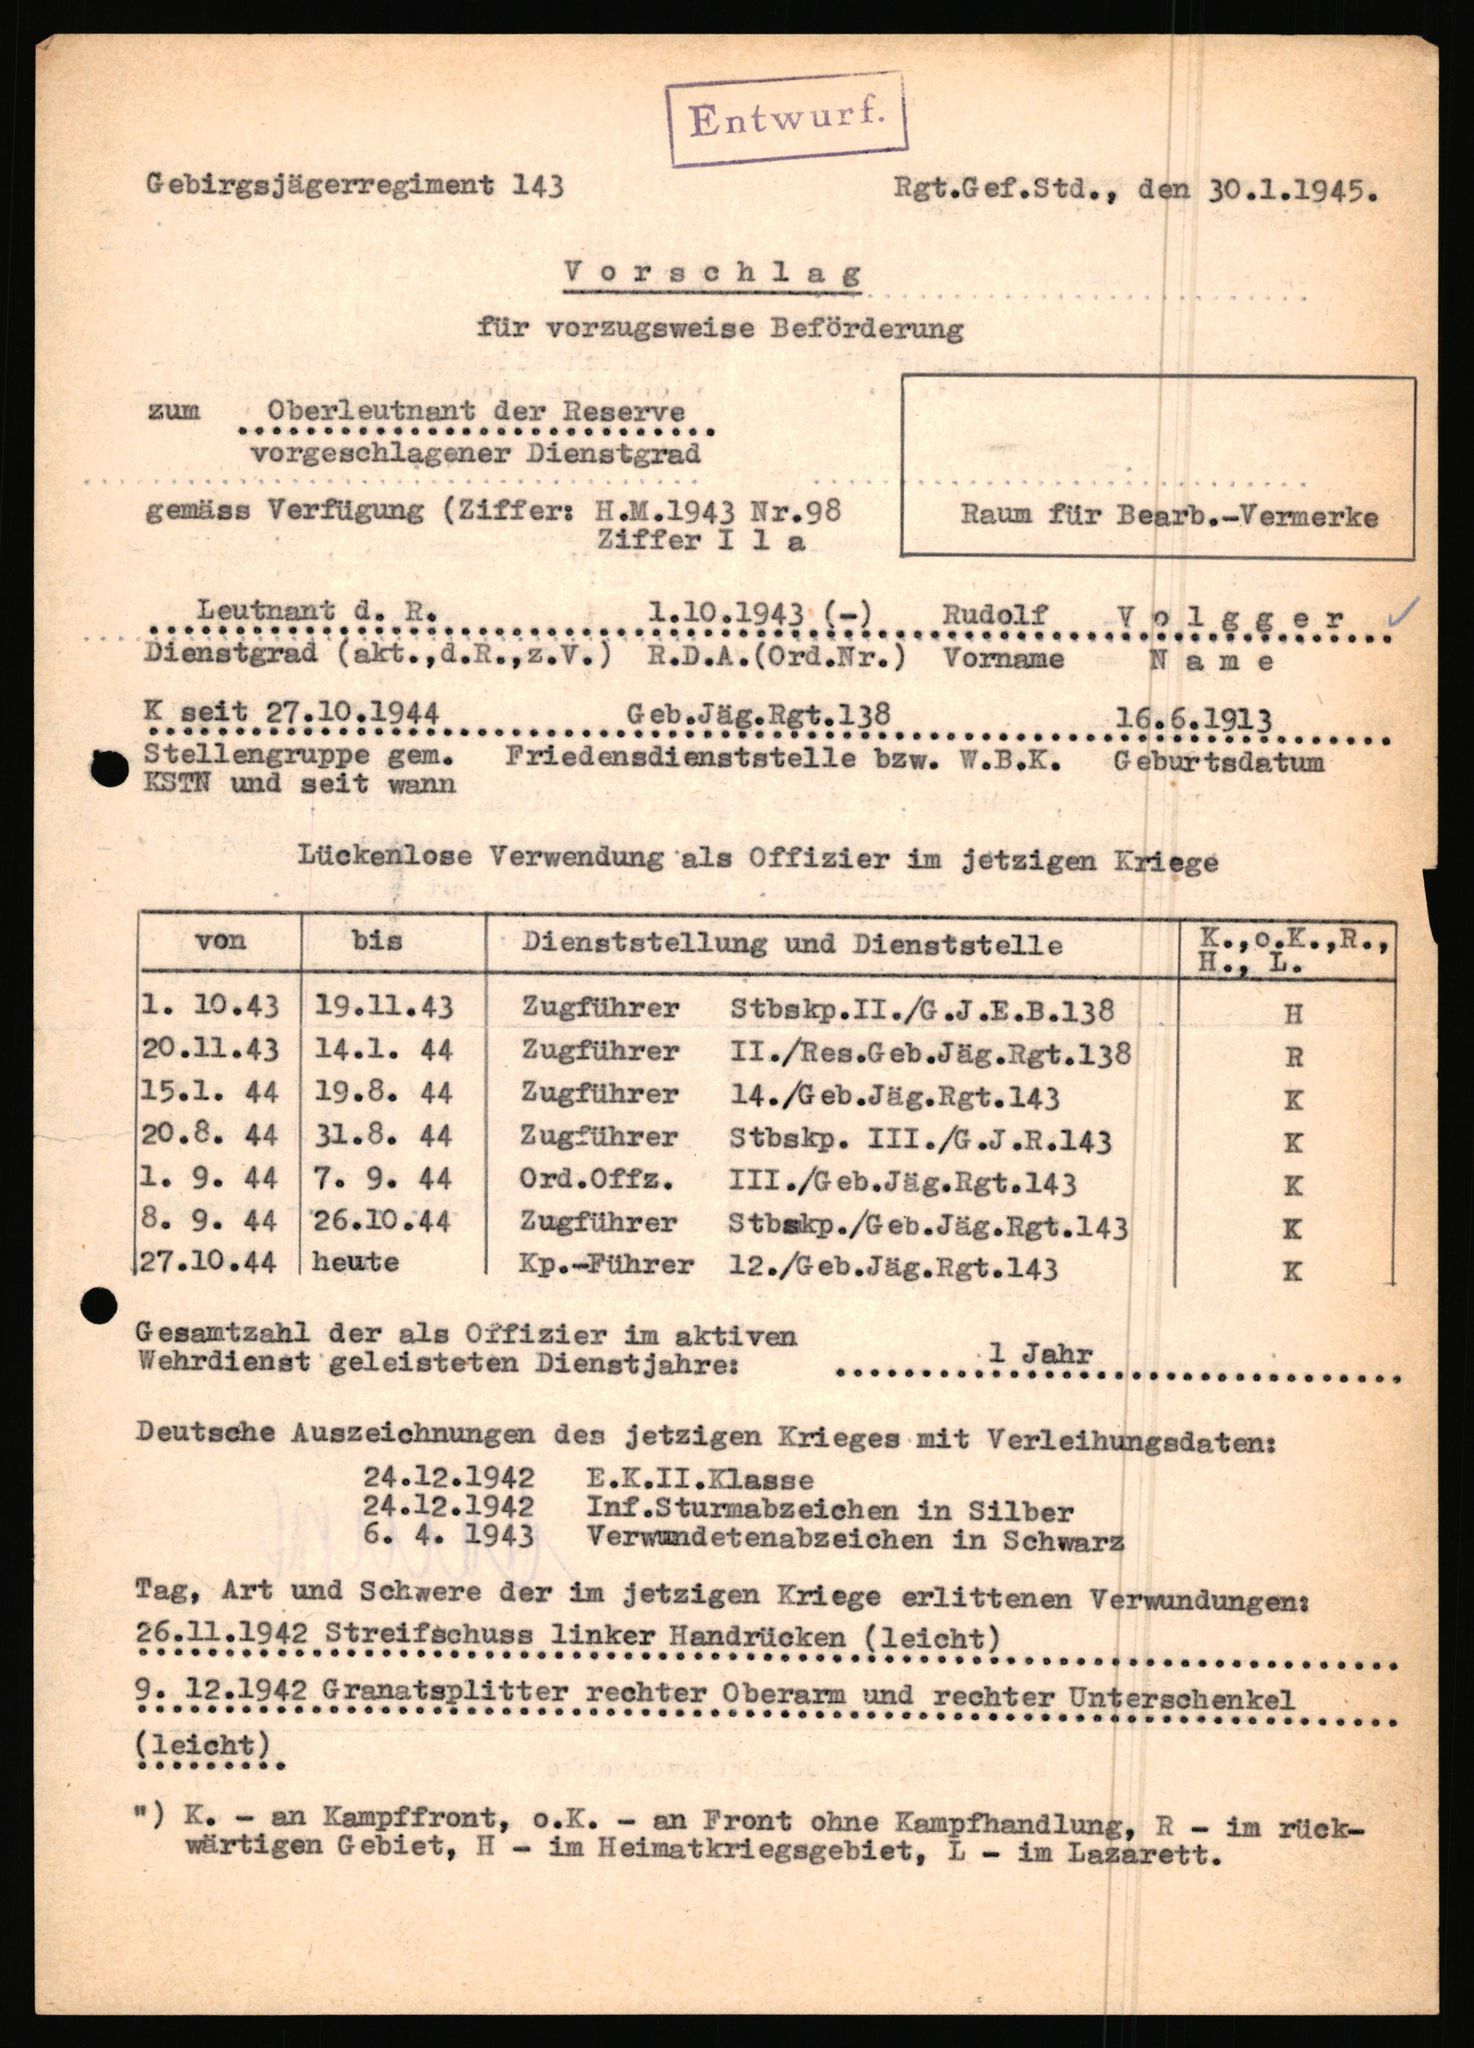 Entwurf.
Gebirgsjägerregiment 143 Rgt.Gef.Std., den 30.1.1945.
Vorschlag
für vorzugsweise Beförderung
zum Oberleutnant der Reserve
vorgeschlagener Dienstgrad
gemäss Verfügung (Ziffer: H.M.1943 Nr.98
Ziffer I 1 a
Raum für Bearb.-Vermerke
Leutnant d. R. 1.10.1943 (-) Rudolf Volgger
Dienstgrad (akt.,d.R.,z.V.) R.D.A.(Ord.Nr.) Vorname Name
K seit 27.10.1944 Geb.Jäg.Rgt.138 16.6.1913
Stellengruppe gem. Friedensdienststelle bzw. W.B.K. Geburtsdatum
KSTN und seit wann
Lückenlose Verwendung als Offizier im jetzigen Kriege
von bis Dienststellung und Dienststelle K.,o.K.,R.,
H., L.
1. 10.43 19.11.43 Zugführer Stbskp.II./G.J.E.B.138 H
20.11.43 14.1. 44 Zugführer II./Res.Geb.Jäg.Rgt.138 R
15.1. 44 19.8. 44 Zugführer 14./Geb.Jäg.Rgt.143 K
20.8. 44 31.8. 44 Zugführer Stbskp. III./G.J.R.143 K
1. 9. 44 7. 9. 44 Ord.Offz. III./Geb.Jäg.Rgt.143 K
8. 9. 44 26.10.44 Zugführer Stbskp./Geb.Jäg.Rgt.143 K
27.10.44 heute Kp.-Führer 12./Geb.Jäg.Rgt.143 K
Gesamtzahl der als Offizier im aktiven
Wehrdienst geleisteten Dienstjahre: 1 Jahr
Deutsche Auszeichnungen des jetzigen Krieges mit Verleihungsdaten:
24.12.1942 E.K.II.Klasse
24.12.1942 Inf.Sturmabzeichen in Silber
6. 4. 1943 Verwundetenabzeichen in Schwarz
Tag, Art und Schwere der im jetzigen Kriege erlittenen Verwundungen:
26.11.1942 Streifschuss linker Handrücken (leicht)
9. 12.1942 Granatsplitter rechter Oberarm und rechter Unterschenkel
(leicht)
") K. - an Kampffront, o.K. - an Front ohne Kampfhandlung, R - im rück-
wärtigen Gebiet, H - im Heimatkriegsgebiet, L - im Lazarett.